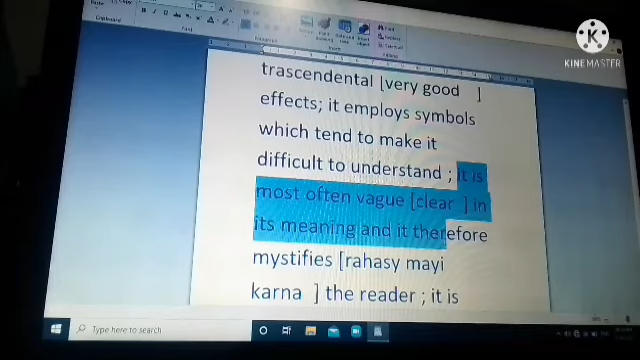 KINEMASTER
trascendental [very good ]
effects; it employs symbols
which tend to make it
difficult to understand ; it is
most often vague [clear ] in
its meaning and it therefore
mystifies [rahasy mayi
karna ] the reader ; it is
Type here to search